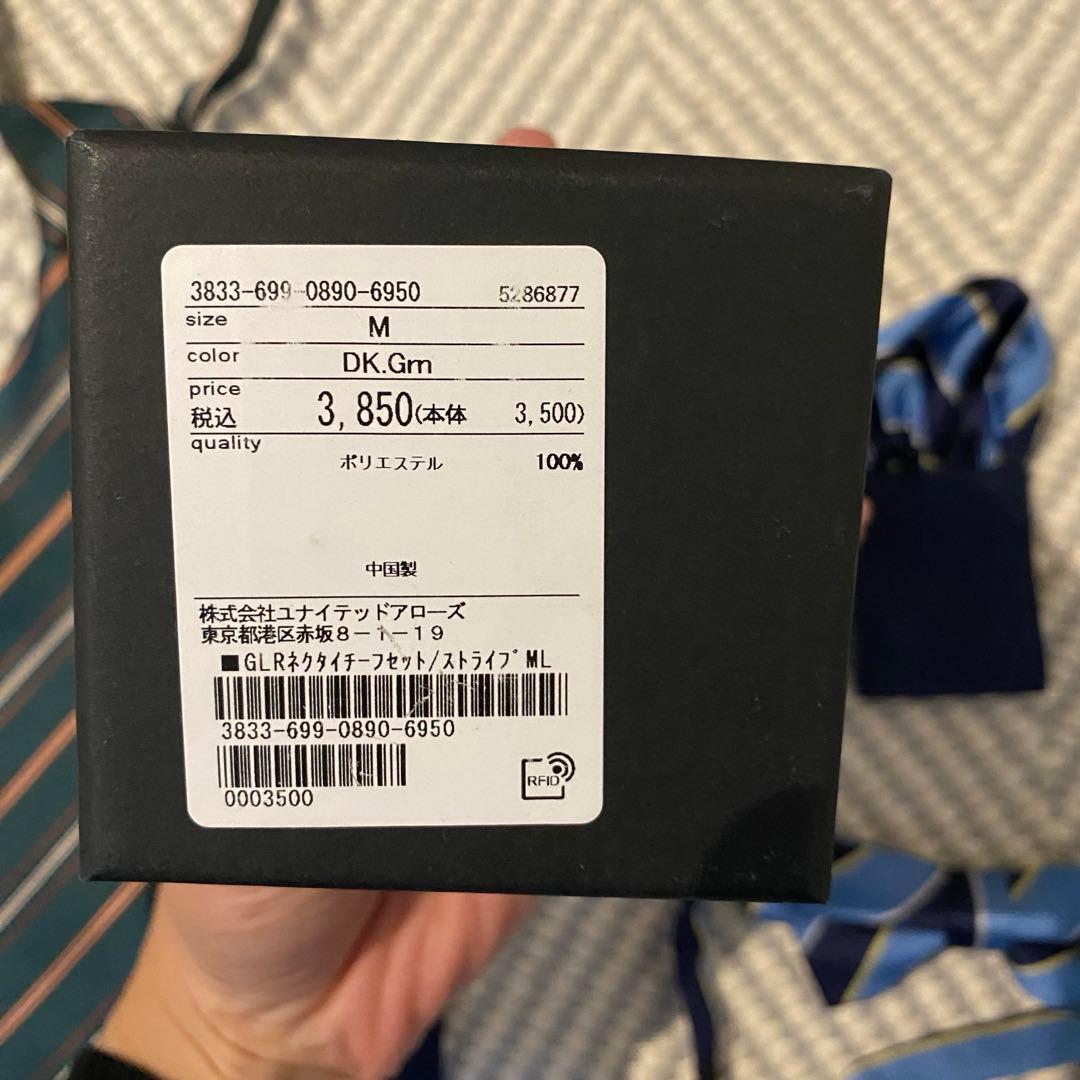 3833-699-0890-6950 5286877
size M
color DK.Grn
price
税込 3,850(本体 3,500)
quality
ポリエステル 100%
中国製
株式会社ユナイテッドアローズ
東京都港区赤坂8-1-19
■GLRネクタイチーフセット/ストライプML
3833-699-0890-6950
0003500
RFID